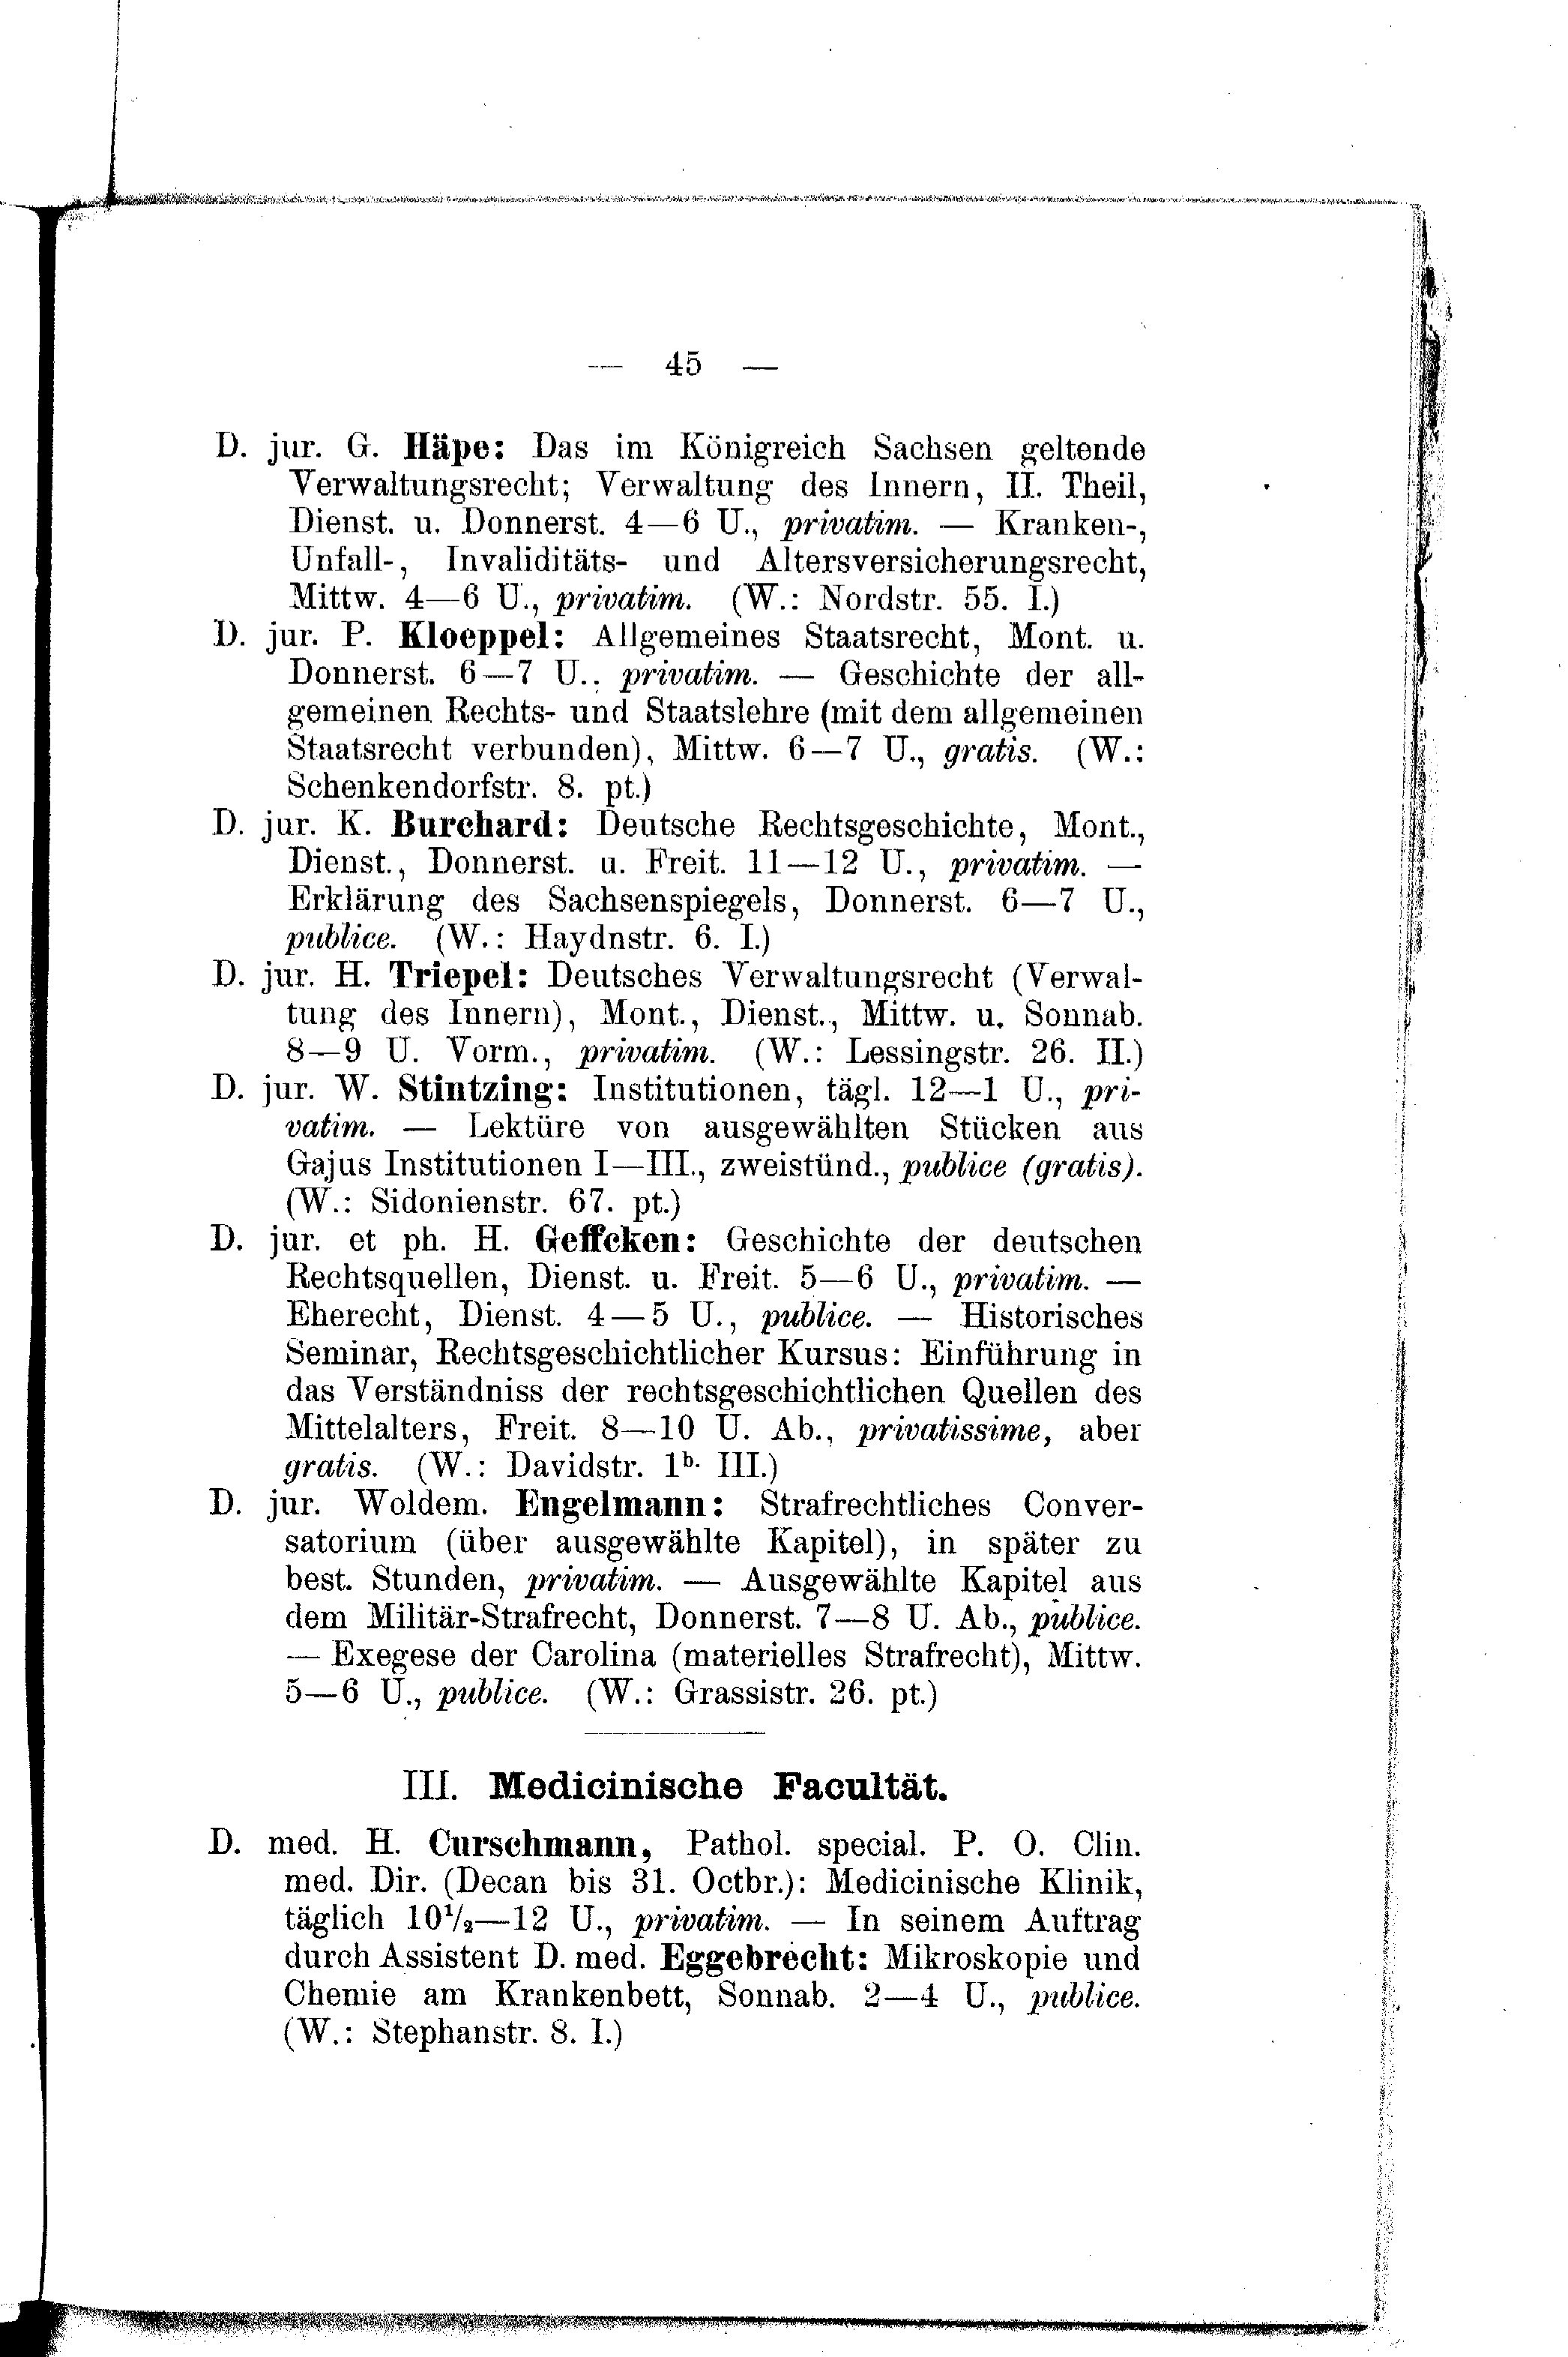 — 45 —
D. jur. G. Häpe: Das im Königreich Sachsen geltende
Verwaltungsrecht; Verwaltung des Innern, II. Theil,
Dienst. u. Donnerst. 4—6 U., privatim. — Kranken-,
Unfall-, Invaliditäts- und Altersversicherungsrecht,
Mittw. 4—6 U., privatim. (W.: Nordstr. 55. I.)
D. jur. P. Kloeppel: Allgemeines Staatsrecht, Mont. u.
Donnerst. 6—7 U., privatim. — Geschichte der all-
gemeinen Rechts- und Staatslehre (mit dem allgemeinen
Staatsrecht verbunden), Mittw. 6—7 U., gratis. (W.:
Schenkendorfstr. 8. pt.)
D. jur. K. Burchard: Deutsche Rechtsgeschichte, Mont.,
Dienst., Donnerst. u. Freit. 11—12 U., privatim. —
Erklärung des Sachsenspiegels, Donnerst. 6—7 U.,
publice. (W.: Haydnstr. 6. I.)
D. jur. H. Triepel: Deutsches Verwaltungsrecht (Verwal-
tung des Innern), Mont., Dienst., Mittw. u. Sonnab.
8—9 U. Vorm., privatim. (W.: Lessingstr. 26. II.)
D. jur. W. Stintzing: Institutionen, tägl. 12—1 U., pri-
vatim. — Lektüre von ausgewählten Stücken aus
Gajus Institutionen I—III., zweistünd., publice (gratis).
(W.: Sidonienstr. 67. pt.)
D. jur. et ph. H. Geffcken: Geschichte der deutschen
Rechtsquellen, Dienst. u. Freit. 5—6 U., privatim. —
Eherecht, Dienst. 4—5 U., publice. — Historisches
Seminar, Rechtsgeschichtlicher Kursus: Einführung in
das Verständniss der rechtsgeschichtlichen Quellen des
Mittelalters, Freit. 8—10 U. Ab., privatissime, aber
gratis. (W.: Davidstr. 1b. III.)
D. jur. Woldem. Engelmann: Strafrechtliches Conver-
satorium (über ausgewählte Kapitel), in später zu
best. Stunden, privatim. — Ausgewählte Kapitel aus
dem Militär-Strafrecht, Donnerst. 7—8 U. Ab., publice.
— Exegese der Carolina (materielles Strafrecht), Mittw.
5—6 U., publice. (W.: Grassistr. 26. pt.)
III. Medicinische Facultät.
D. med. H. Curschmann, Pathol. special. P. O. Clin.
med. Dir. (Decan bis 31. Octbr.): Medicinische Klinik,
täglich 10½—12 U., privatim. — In seinem Auftrag
durch Assistent D. med. Eggebrecht: Mikroskopie und
Chemie am Krankenbett, Sonnab. 2—4 U., publice.
(W.: Stephanstr. 8. I.)